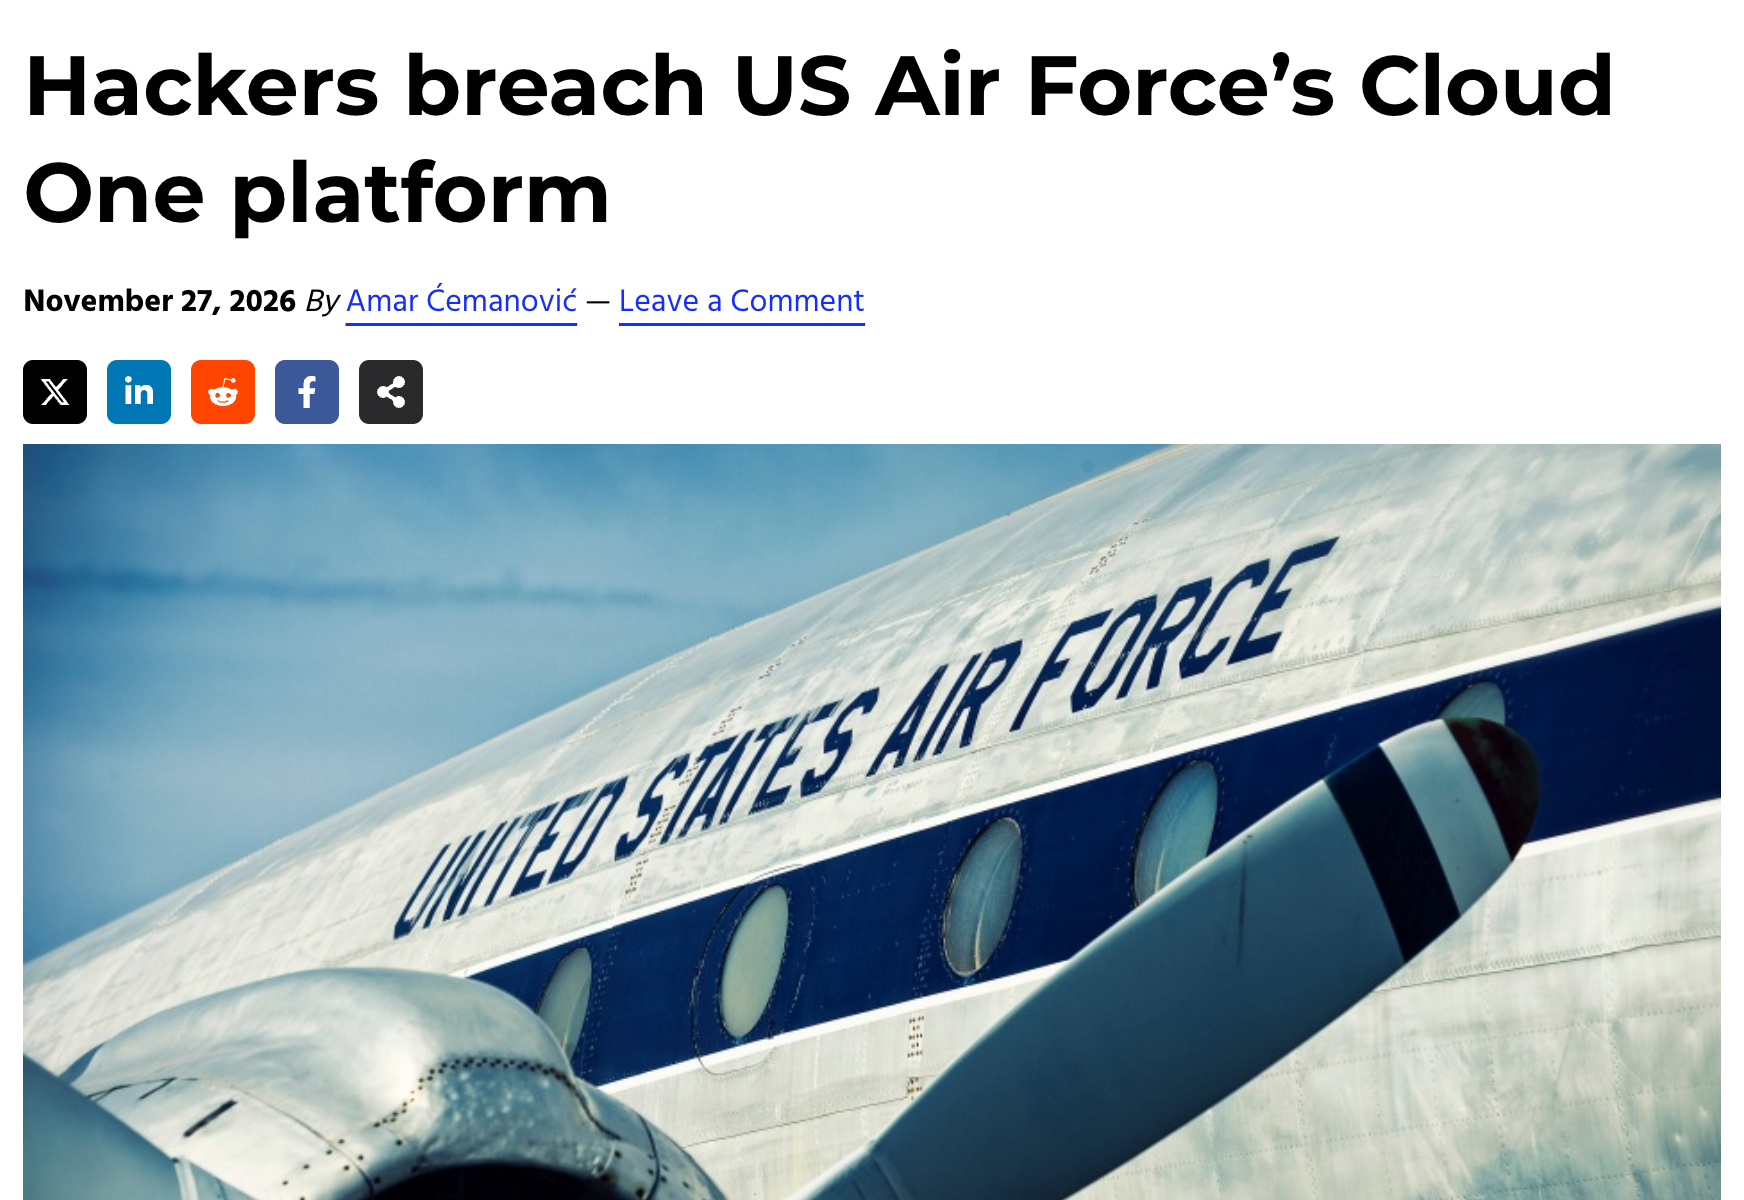 Hackers breach US Air Force’s Cloud
One platform
November 27, 2026 By Amar Ćemanović — Leave a Comment
UNITED STATES AIR FORCE